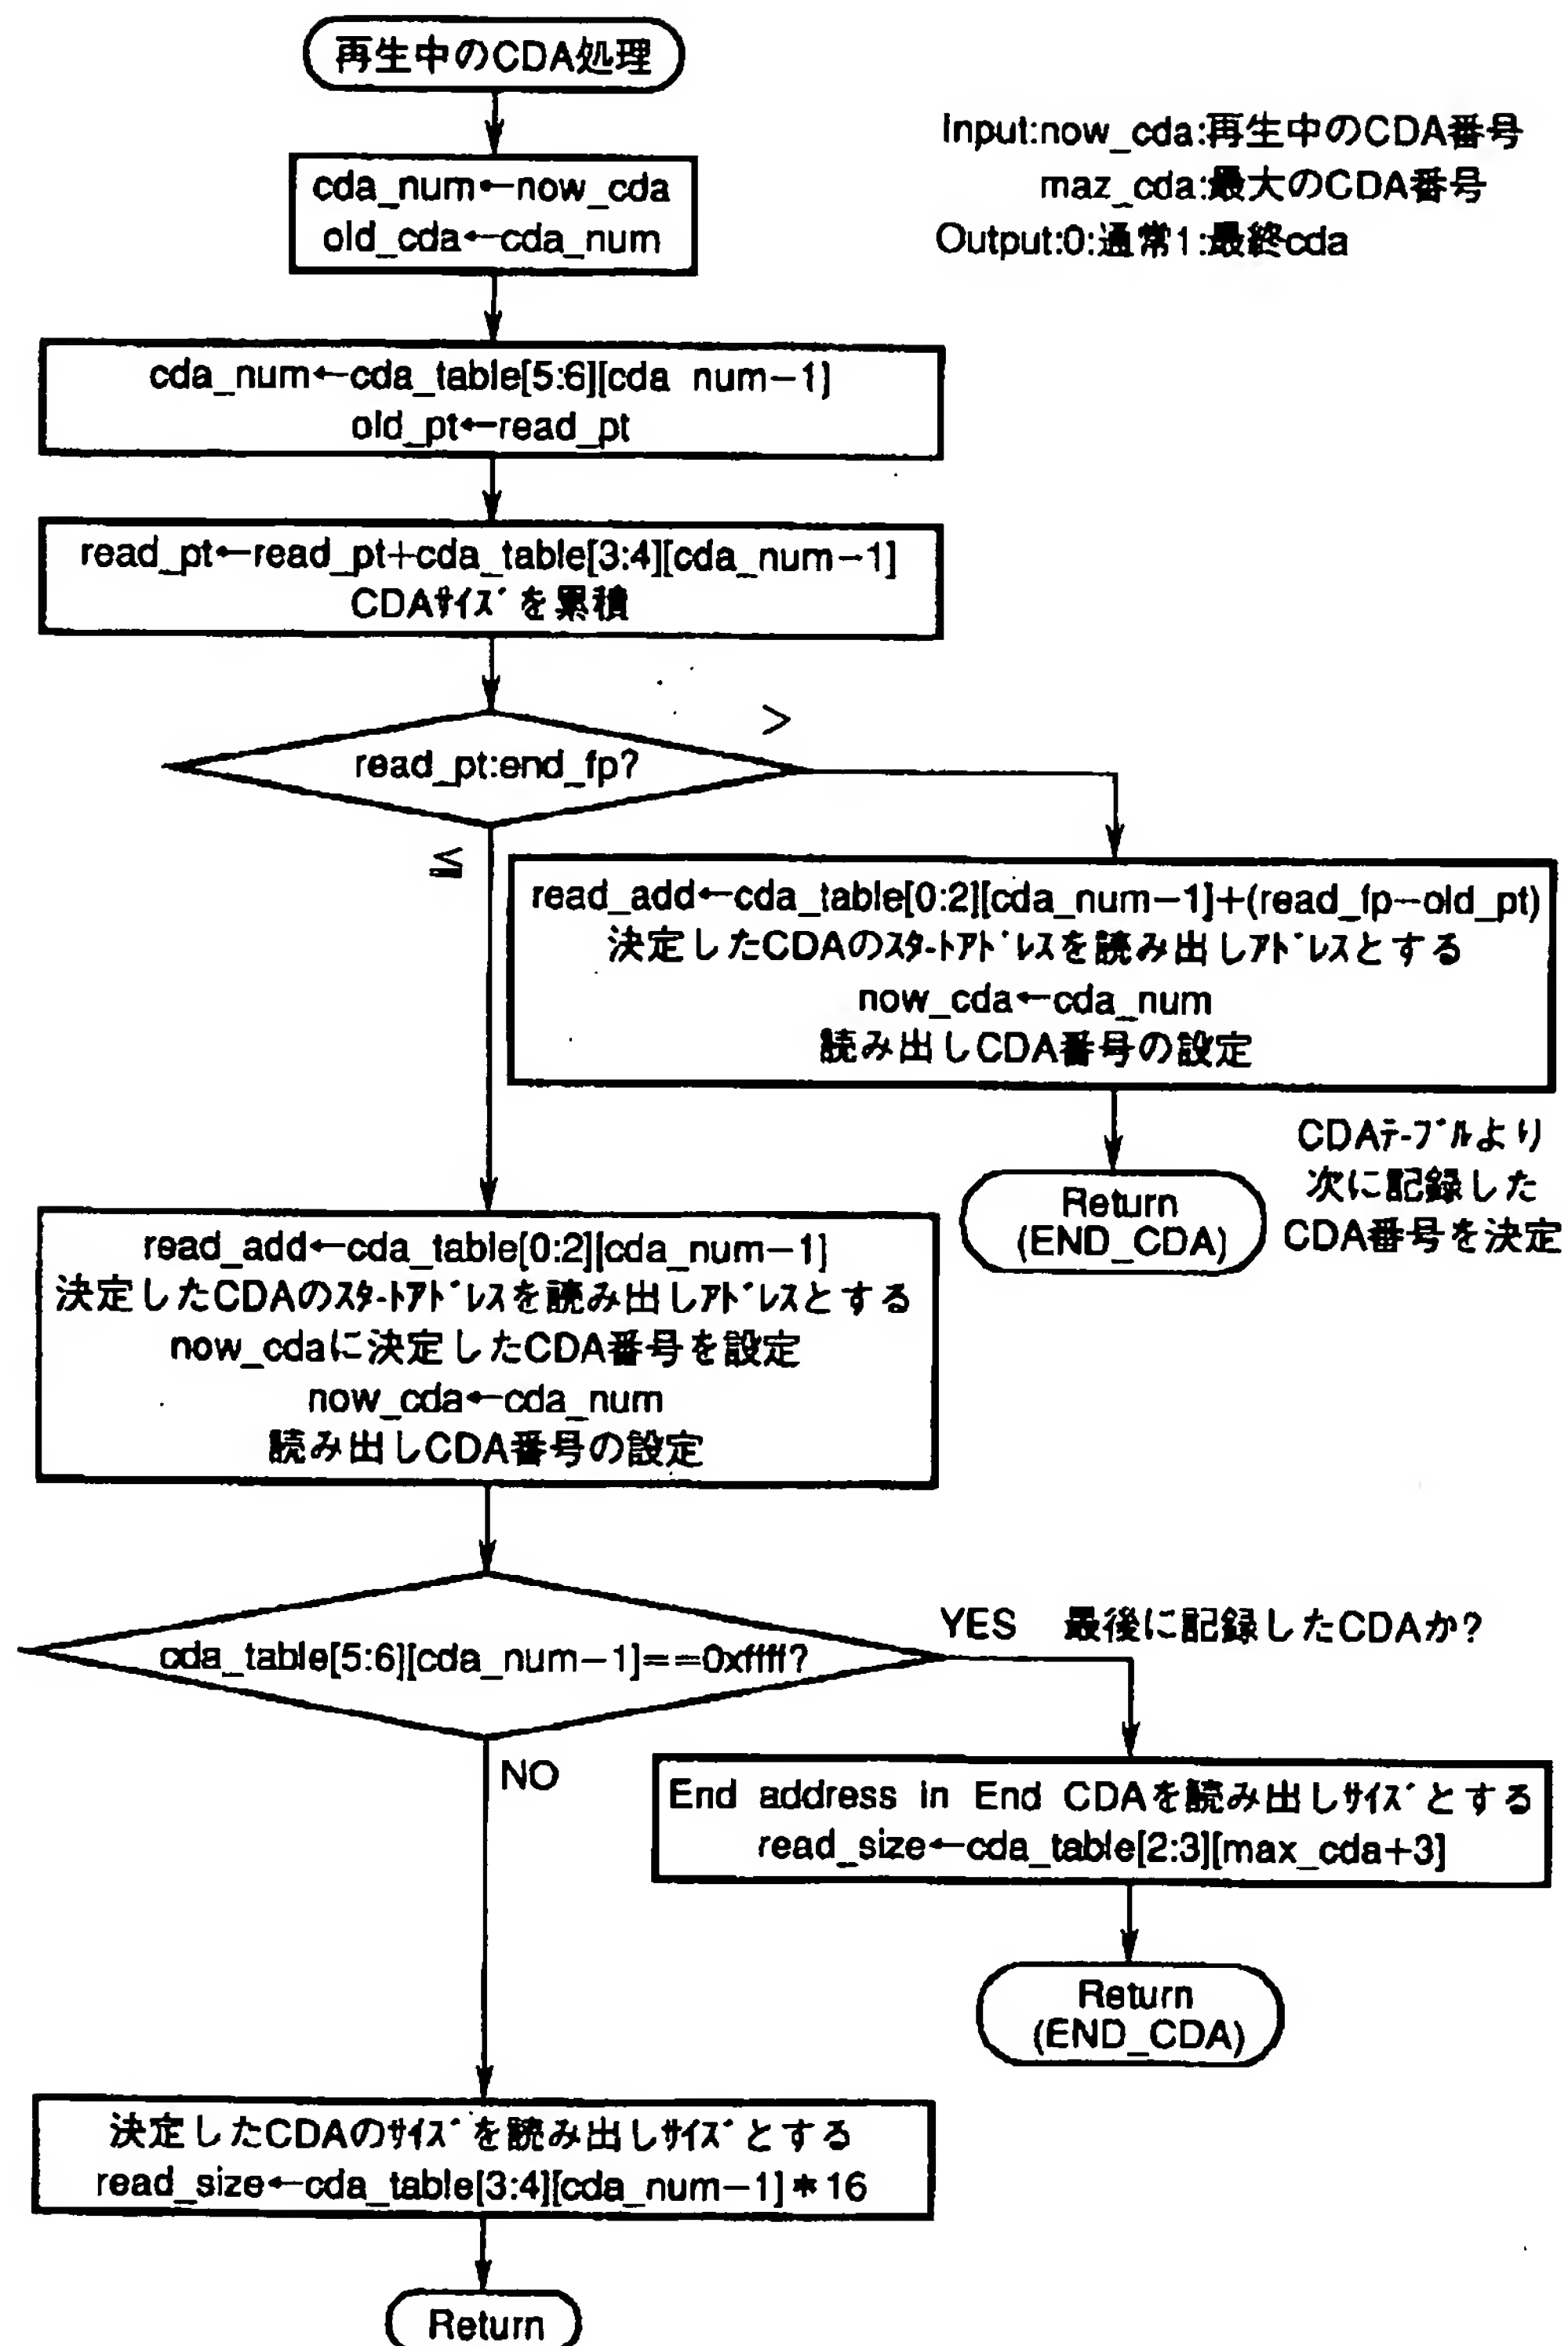 再生中のCDA処理
Input:now_cda:再生中のCDA番号
maz_cda:最大のCDA番号
Output:0:通常1:最終cda
cda_num←now_cda
old_cda←cda_num
cda_num←cda_table[5:6][cda num−1]
old_pt←read_pt
read_pt←read_pt+cda_table[3:4][cda_num−1]
CDAｻｲｽﾞを累積
>
read_pt:end_fp?
≦
read_add←cda_table[0:2][cda_num−1]+(read_fp−old_pt)
決定したCDAのｽﾀ-ﾄｱﾄﾞﾚｽを読み出しｱﾄﾞﾚｽとする
now_cda←cda_num
読み出しCDA番号の設定
CDAﾃ-ﾌﾞﾙより
次に記録した
CDA番号を決定
Return
(END_CDA)
read_add←cda_table[0:2][cda_num−1]
決定したCDAのｽﾀ-ﾄｱﾄﾞﾚｽを読み出しｱﾄﾞﾚｽとする
now_cdaに決定したCDA番号を設定
now_cda←cda_num
読み出しCDA番号の設定
YES 最後に記録したCDAか?
cda_table[5:6][cda_num−1]==0xffff?
NO
End address in End CDAを読み出しｻｲｽﾞとする
read_size←cda_table[2:3][max_cda+3]
Return
(END_CDA)
決定したCDAのｻｲｽﾞを読み出しｻｲｽﾞとする
read_size←cda_table[3:4][cda_num−1]*16
Return